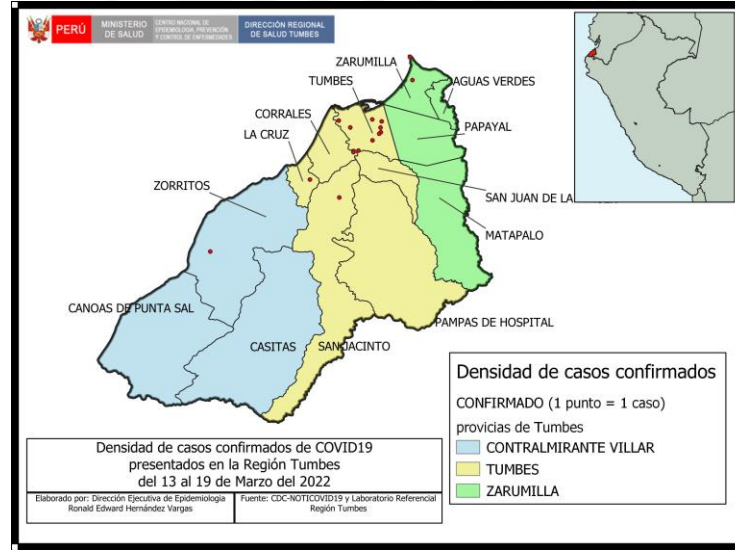 PERÚ
MINISTERIO
DE SALUD
CENTRO NACIONAL DE
EPIDEMIOLOGÍA, PREVENCIÓN
Y CONTROL DE ENFERMEDADES
DIRECCIÓN REGIONAL
DE SALUD TUMBES
ZARUMILLA
TUMBES
AGUAS VERDES
CORRALES
LA CRUZ
PAPAYAL
ZORRITOS
SAN JUAN DE LA
MATAPALO
CANOAS DE PUNTA SAL
PAMPAS DE HOSPITAL
CASITAS
SAN JACINTO
Densidad de casos confirmados
CONFIRMADO (1 punto = 1 caso)
provicias de Tumbes
CONTRALMIRANTE VILLAR
TUMBES
ZARUMILLA
Densidad de casos confirmados de COVID19
presentados en la Región Tumbes
del 13 al 19 de Marzo del 2022
Elaborado por: Dirección Ejecutiva de Epidemiologia
Ronald Edward Hernández Vargas
Fuente: CDC-NOTICOVID19 y Laboratorio Referencial
Región Tumbes